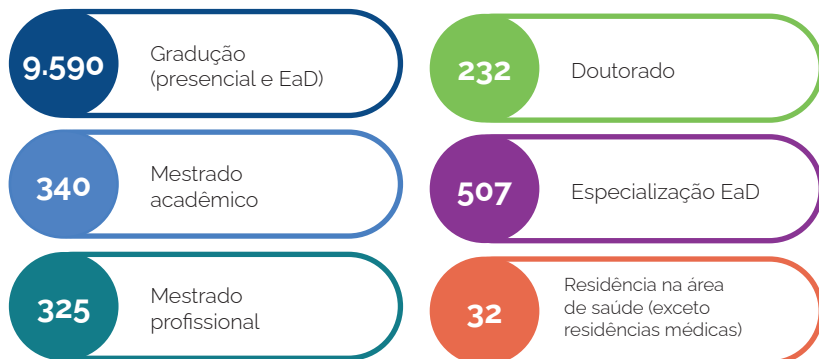 9.590
Gradução
(presencial e EaD)
232
Doutorado
340
Mestrado
acadêmico
507
Especialização EaD
325
Mestrado
profissional
32
Residência na área
de saúde (exceto
residências médicas)